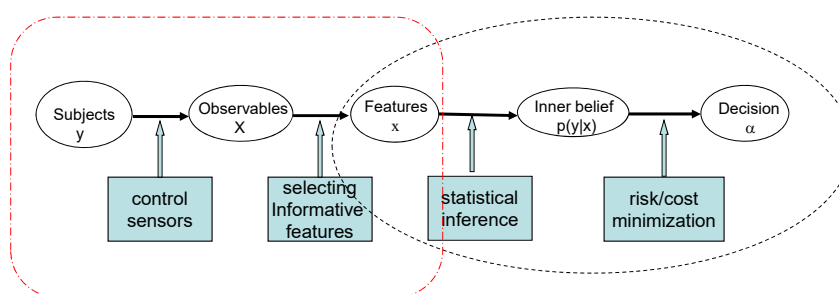 Subjects
y
Observables
X
Features
x
Inner belief
p(y|x)
Decision
α
control
sensors
selecting
Informative
features
statistical
inference
risk/cost
minimization